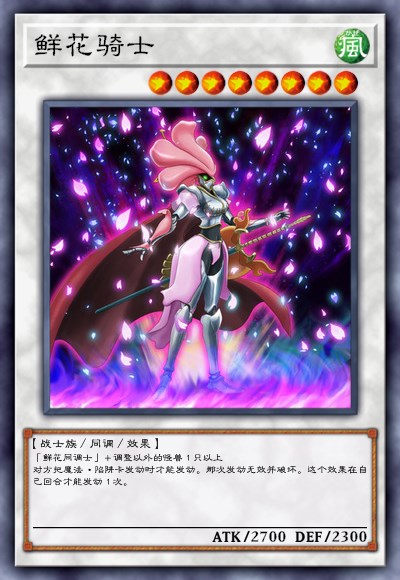 鲜花骑士
風
【战士族／同调／效果】
「鲜花同调士」＋调整以外的怪兽1只以上
对方把魔法·陷阱卡发动时才能发动。那次发动无效并破坏。这个效果在自
己回合才能发动1次。
ATK/2700 DEF/2300